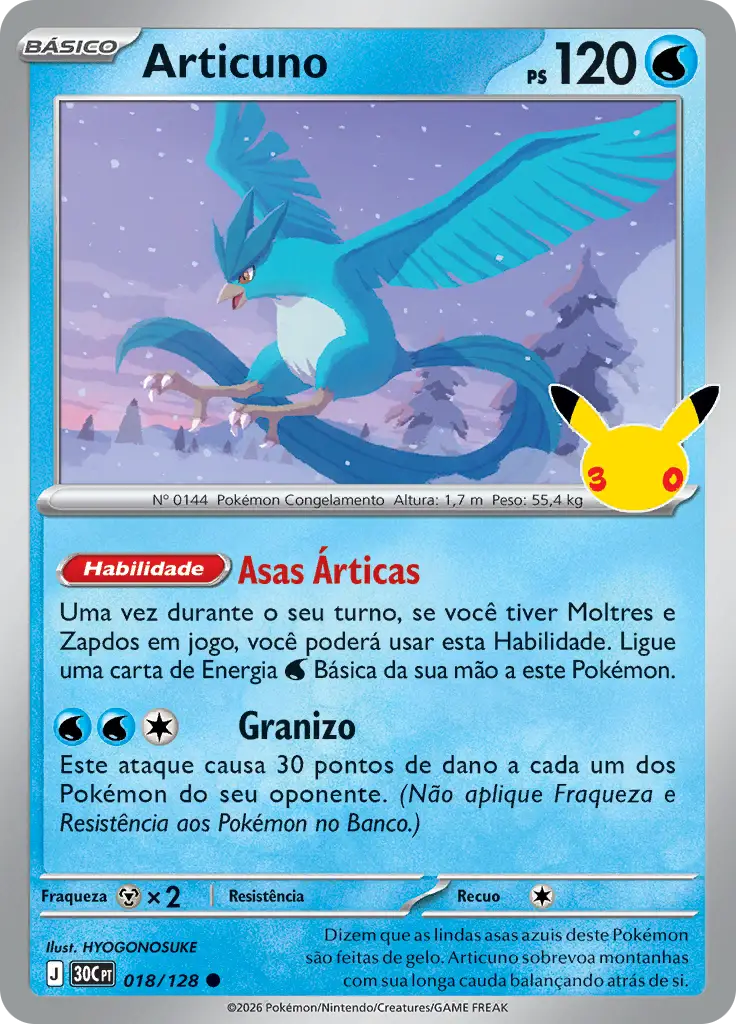 BÁSICO
Articuno
PS 120
Nº 0144 Pokémon Congelamento Altura: 1,7 m Peso: 55,4 kg
30
Habilidade Asas Árticas
Uma vez durante o seu turno, se você tiver Moltres e
Zapdos em jogo, você poderá usar esta Habilidade. Ligue
uma carta de Energia Básica da sua mão a este Pokémon.
Granizo
Este ataque causa 30 pontos de dano a cada um dos
Pokémon do seu oponente. (Não aplique Fraqueza e
Resistência aos Pokémon no Banco.)
Fraqueza ×2 Resistência Recuo
Ilust. HYOGONOSUKE
J 30C PT 018/128
Dizem que as lindas asas azuis deste Pokémon
são feitas de gelo. Articuno sobrevoa montanhas
com sua longa cauda balançando atrás de si.
©2026 Pokémon/Nintendo/Creatures/GAME FREAK